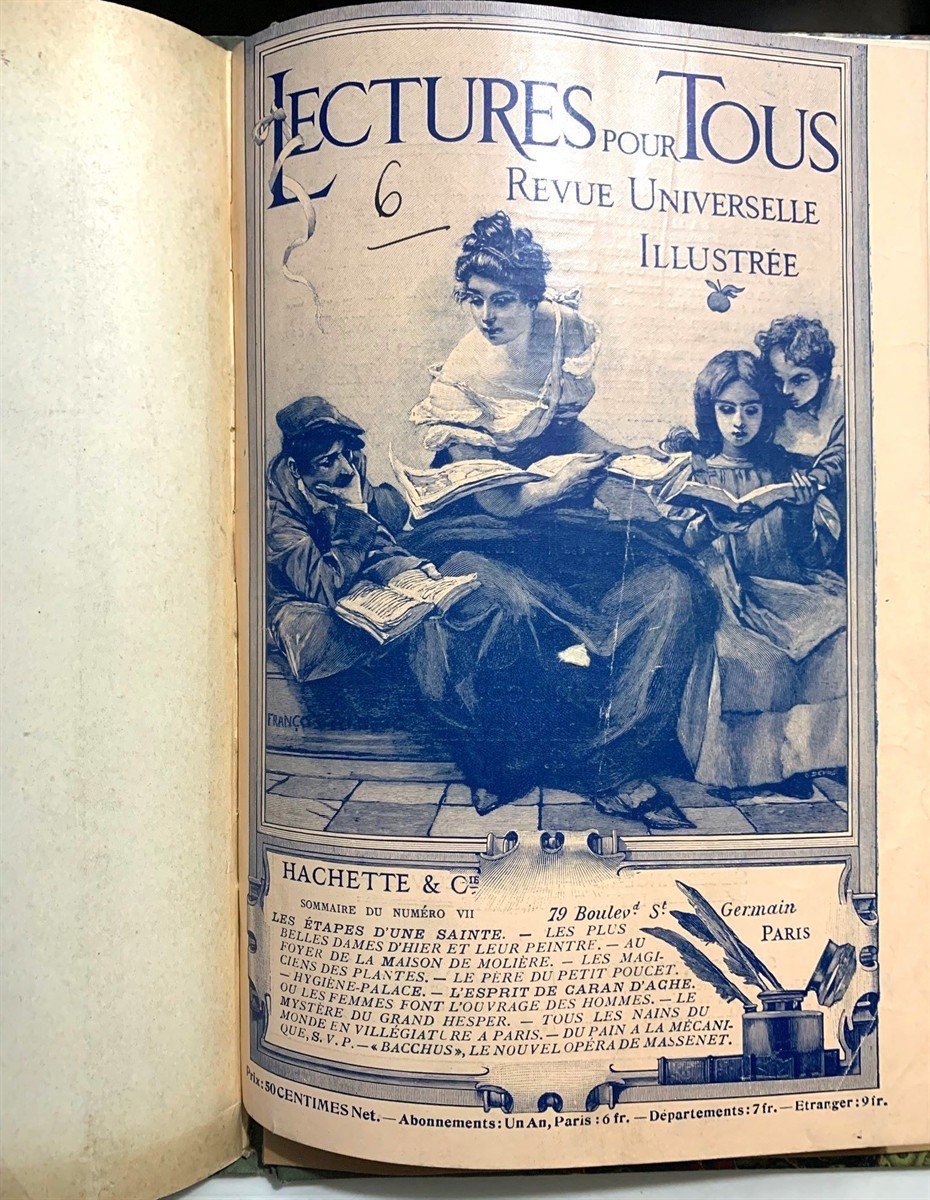 LECTURES POUR TOUS
6
REVUE UNIVERSELLE
ILLUSTRÉE
HACHETTE & CIE
SOMMAIRE DU NUMÉRO VII
79 Boulevd St Germain
PARIS
LES ÉTAPES D'UNE SAINTE. — LES PLUS
BELLES DAMES D'HIER ET LEUR PEINTRE. — AU
FOYER DE LA MAISON DE MOLIÈRE. — LES MAGI-
CIENS DES PLANTES. — LE PÈRE DU PETIT POUCET.
— HYGIÈNE-PALACE. — L'ESPRIT DE CARAN D'ACHE.
OU LES FEMMES FONT L'OUVRAGE DES HOMMES. — LE
MYSTÈRE DU GRAND HESPER. — TOUS LES NAINS DU
MONDE EN VILLÉGIATURE A PARIS. — DU PAIN A LA MÉCANI-
QUE, S. V. P. — « BACCHUS », LE NOUVEL OPÉRA DE MASSENET.
Prix: 50 CENTIMES Net. — Abonnements: Un An, Paris: 6 fr. — Départements: 7 fr. — Etranger: 9 fr.